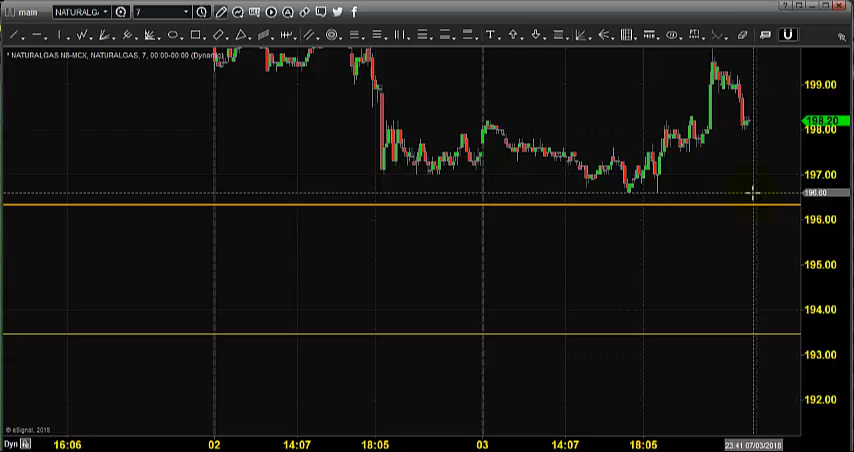 main NATURALG 7
T
* NATURALGAS N8-MCX, NATURALGAS, 7, 00:00-00:00 (Dynamic)
199.00
198.20
198.00
197.00
196.60
196.00
195.00
194.00
193.00
192.00
© eSignal, 2018
Dyn 16:06 02 14:07 18:05 03 14:07 18:05 23:41 07/03/2018